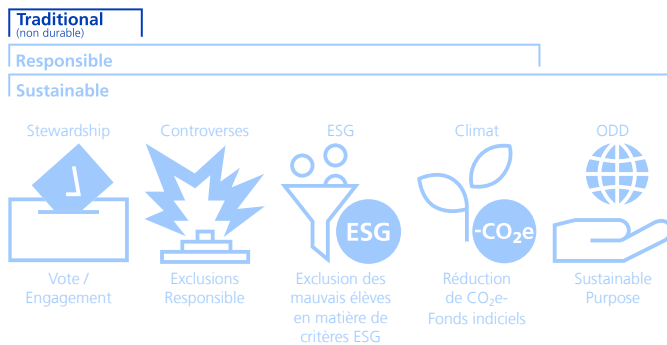 Traditional
(non durable)
Responsible
Sustainable
Stewardship
Controverses
ESG
Climat
ODD
ESG
-CO₂e
Vote /
Engagement
Exclusions
Responsible
Exclusion des
mauvais élèves
en matière de
critères ESG
Réduction
de CO₂e-
Fonds indiciels
Sustainable
Purpose